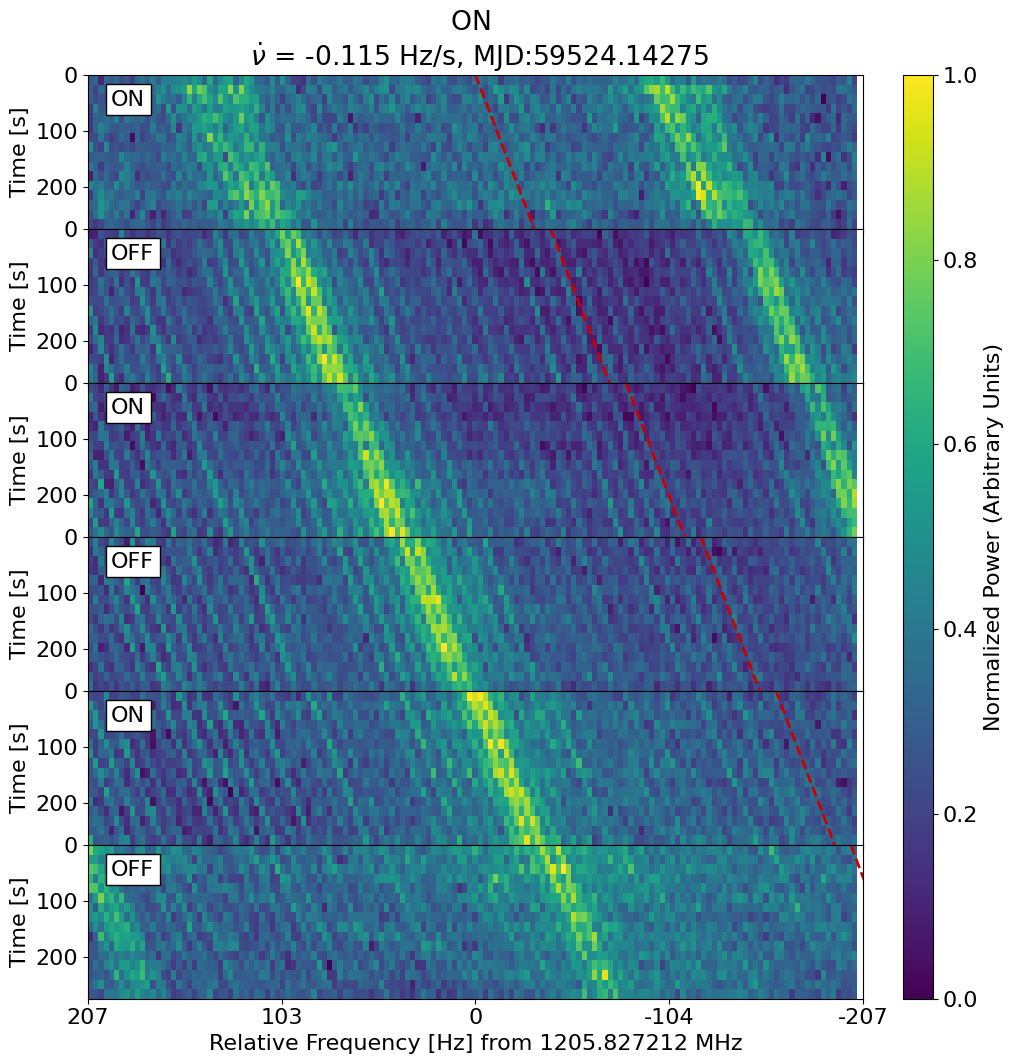 ON
ν̇ = -0.115 Hz/s, MJD:59524.14275
0
ON
Time [s]
100
200
0
OFF
Time [s]
100
200
0
ON
Time [s]
100
200
0
OFF
Time [s]
100
200
0
ON
Time [s]
100
200
0
OFF
Time [s]
100
200
207 103 0 -104 -207
Relative Frequency [Hz] from 1205.827212 MHz
1.0
0.8
0.6
0.4
0.2
0.0
Normalized Power (Arbitrary Units)